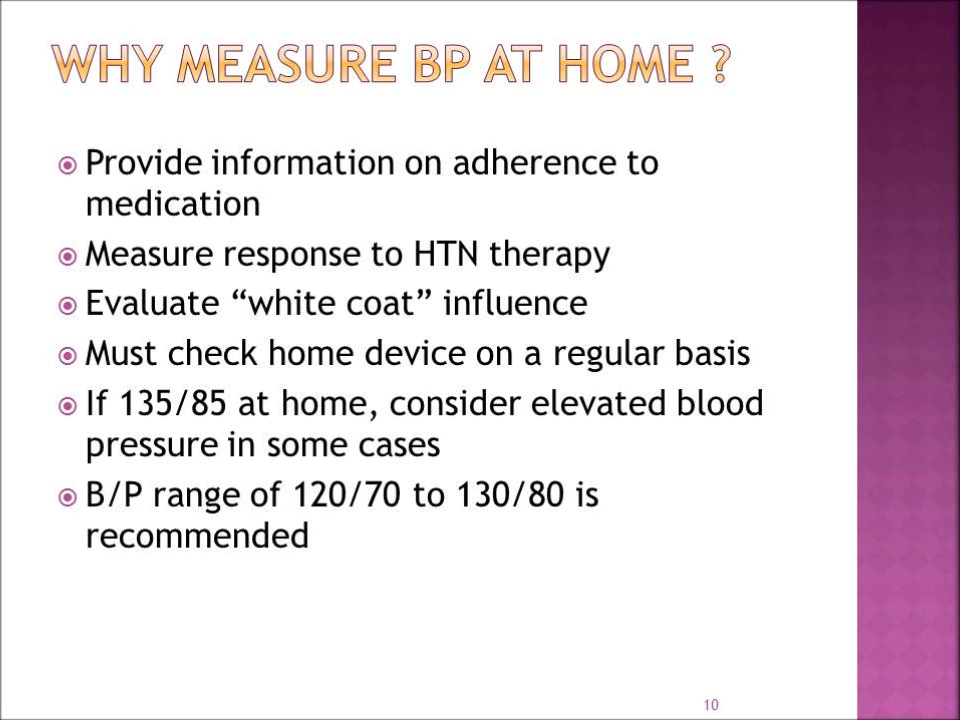 WHY MEASURE BP AT HOME ?
Provide information on adherence to
medication
Measure response to HTN therapy
Evaluate “white coat” influence
Must check home device on a regular basis
If 135/85 at home, consider elevated blood
pressure in some cases
B/P range of 120/70 to 130/80 is
recommended
10